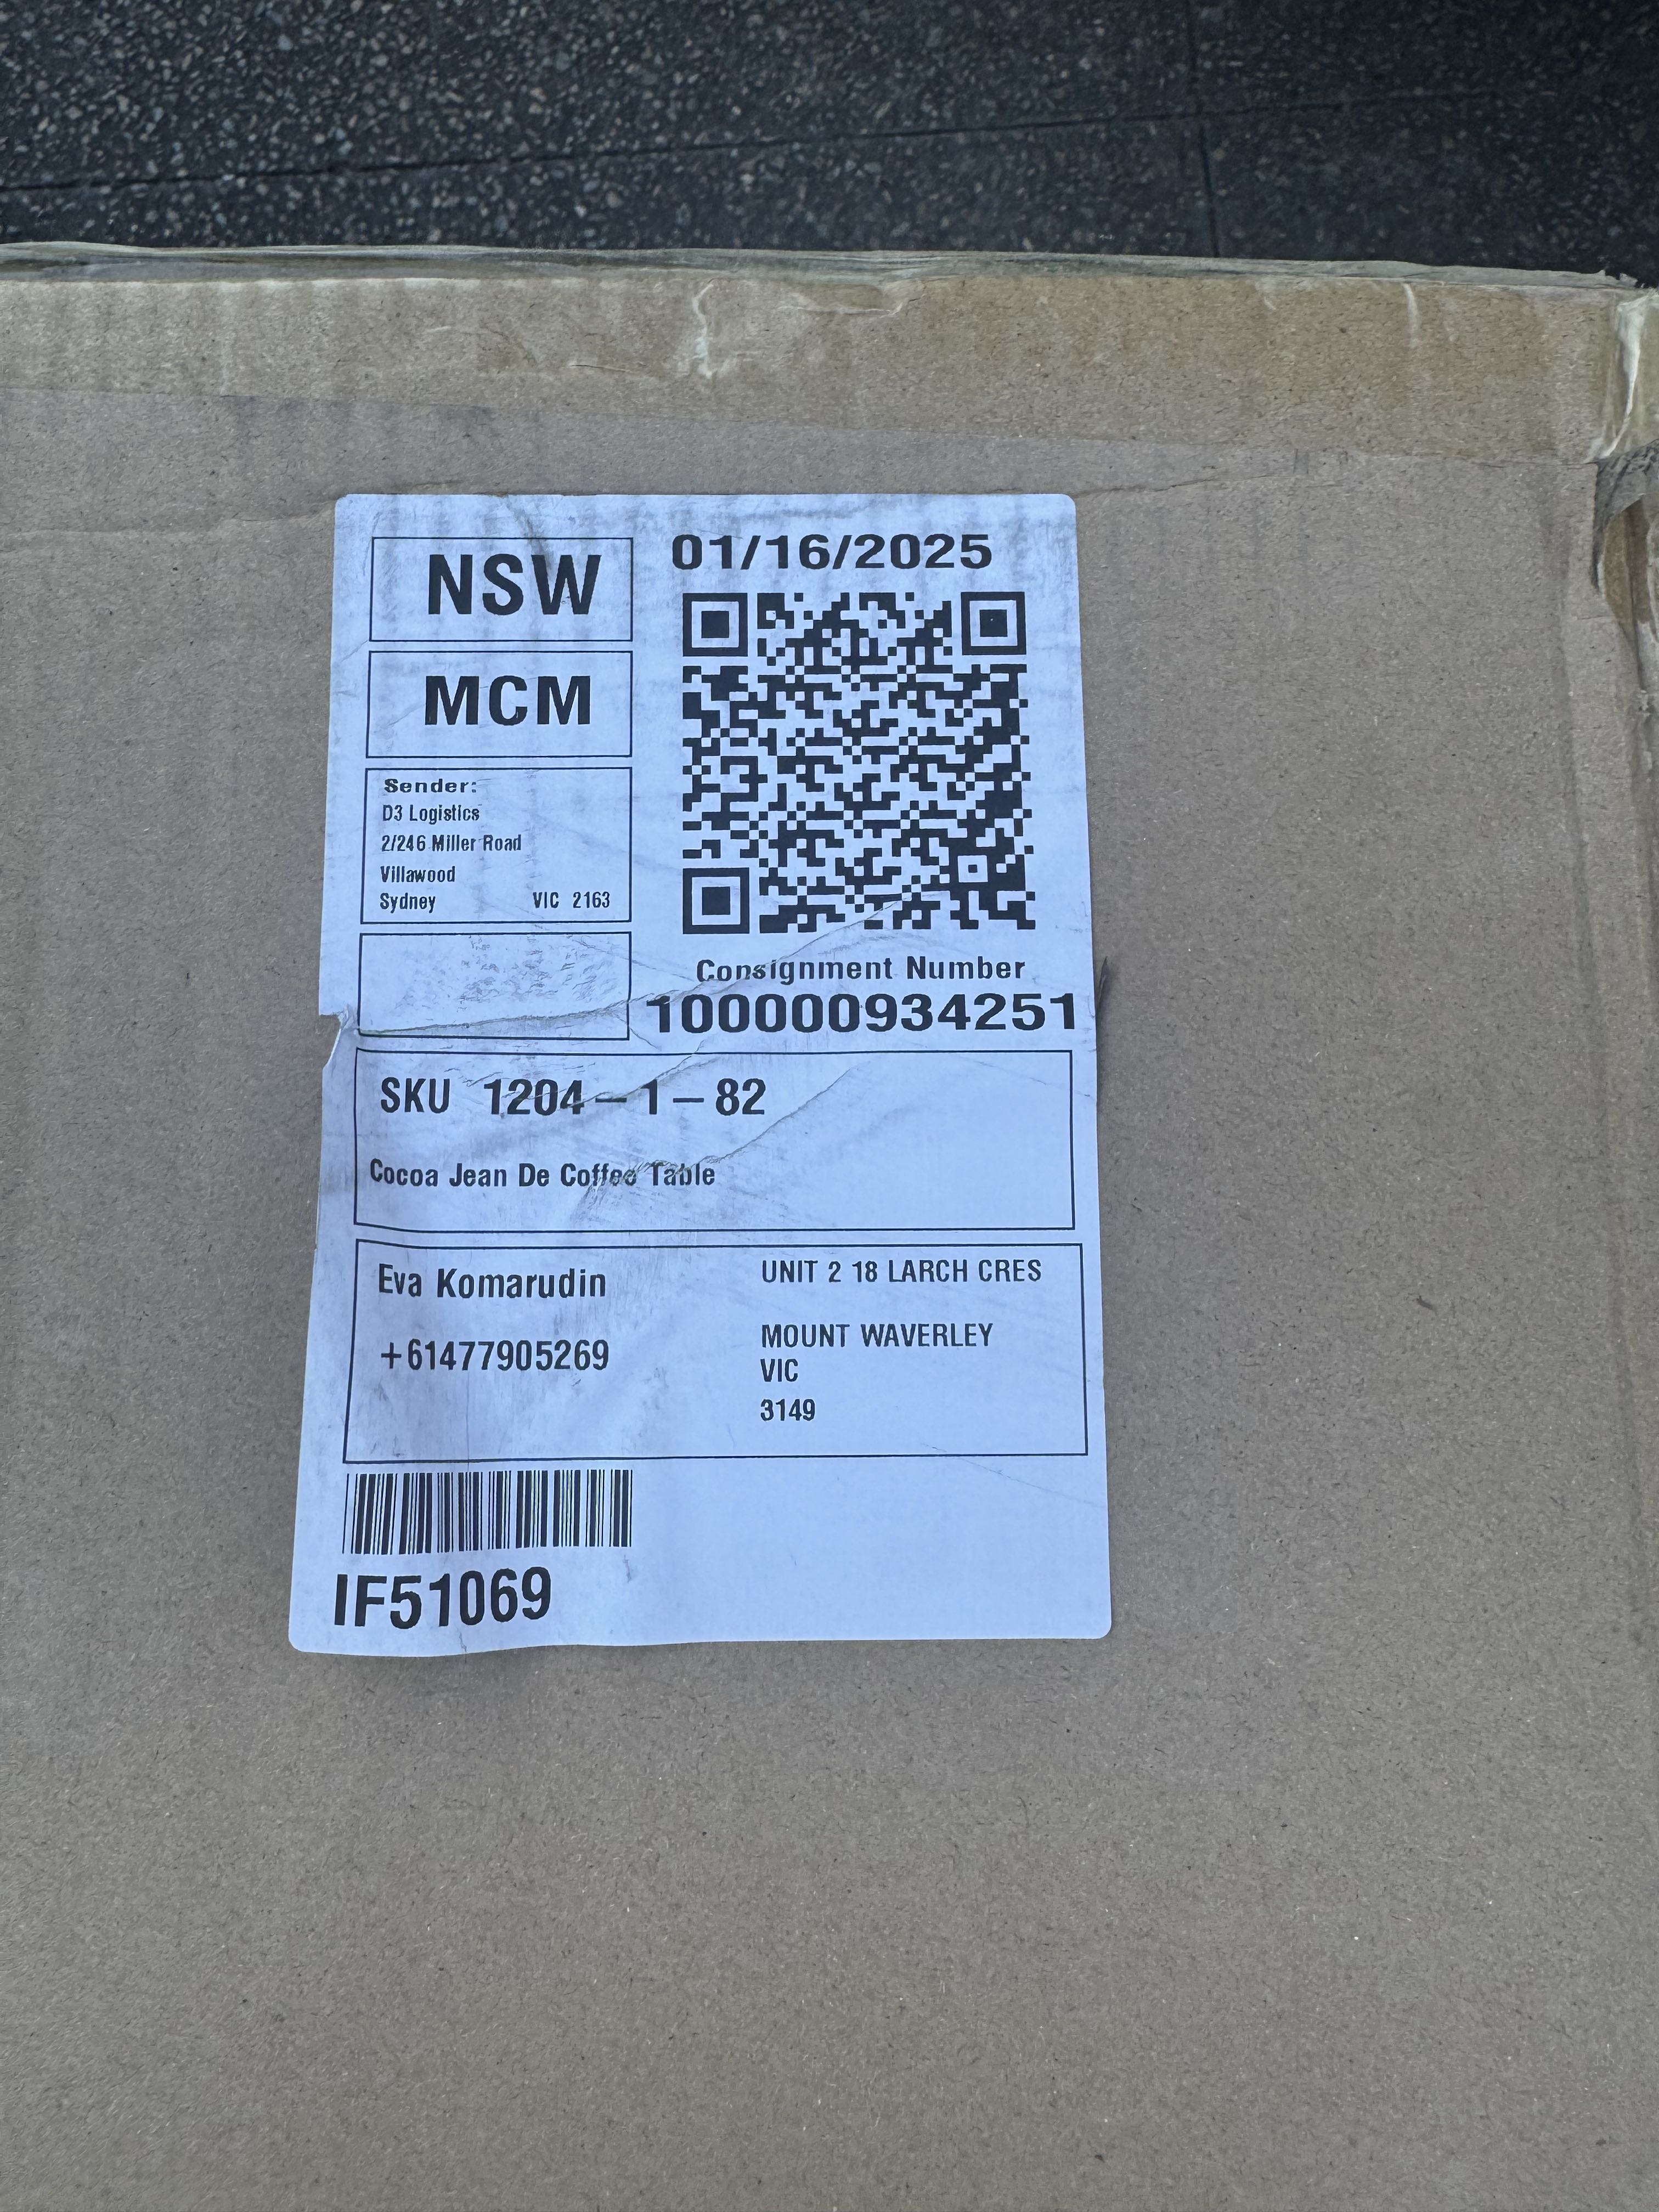 NSW
01/16/2025
MCM
Sender:
D3 Logistics
2/246 Miller Road
Villawood
Sydney VIC 2163
Consignment Number
100000934251
SKU 1204-1-82
Cocoa Jean De Coffee Table
Eva Komarudin
+61477905269
UNIT 2 18 LARCH CRES
MOUNT WAVERLEY
VIC
3149
IF51069